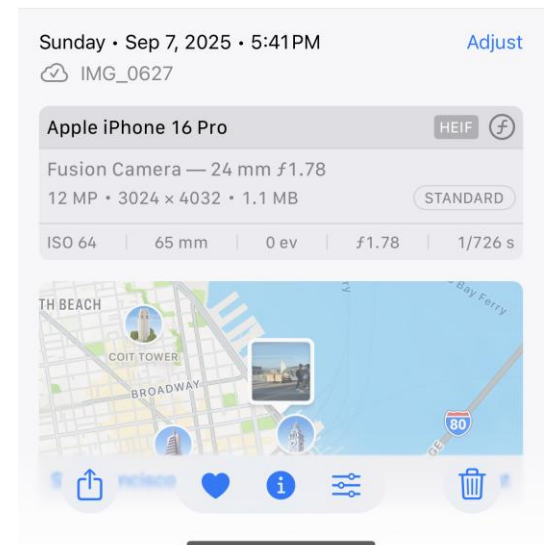 Sunday • Sep 7, 2025 • 5:41 PM
Adjust
IMG_0627
Apple iPhone 16 Pro
HEIF
Fusion Camera — 24 mm ƒ1.78
12 MP • 3024 × 4032 • 1.1 MB
STANDARD
ISO 64
65 mm
0 ev
ƒ1.78
1/726 s
TH BEACH
Bay Ferry
COIT TOWER
BROADWAY
80